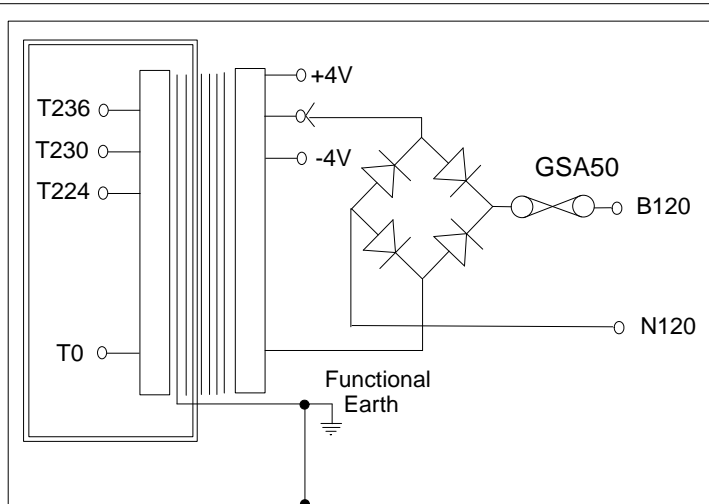 +4V
T236
T230
-4V
T224
GSA50
B120
N120
T0
Functional
Earth